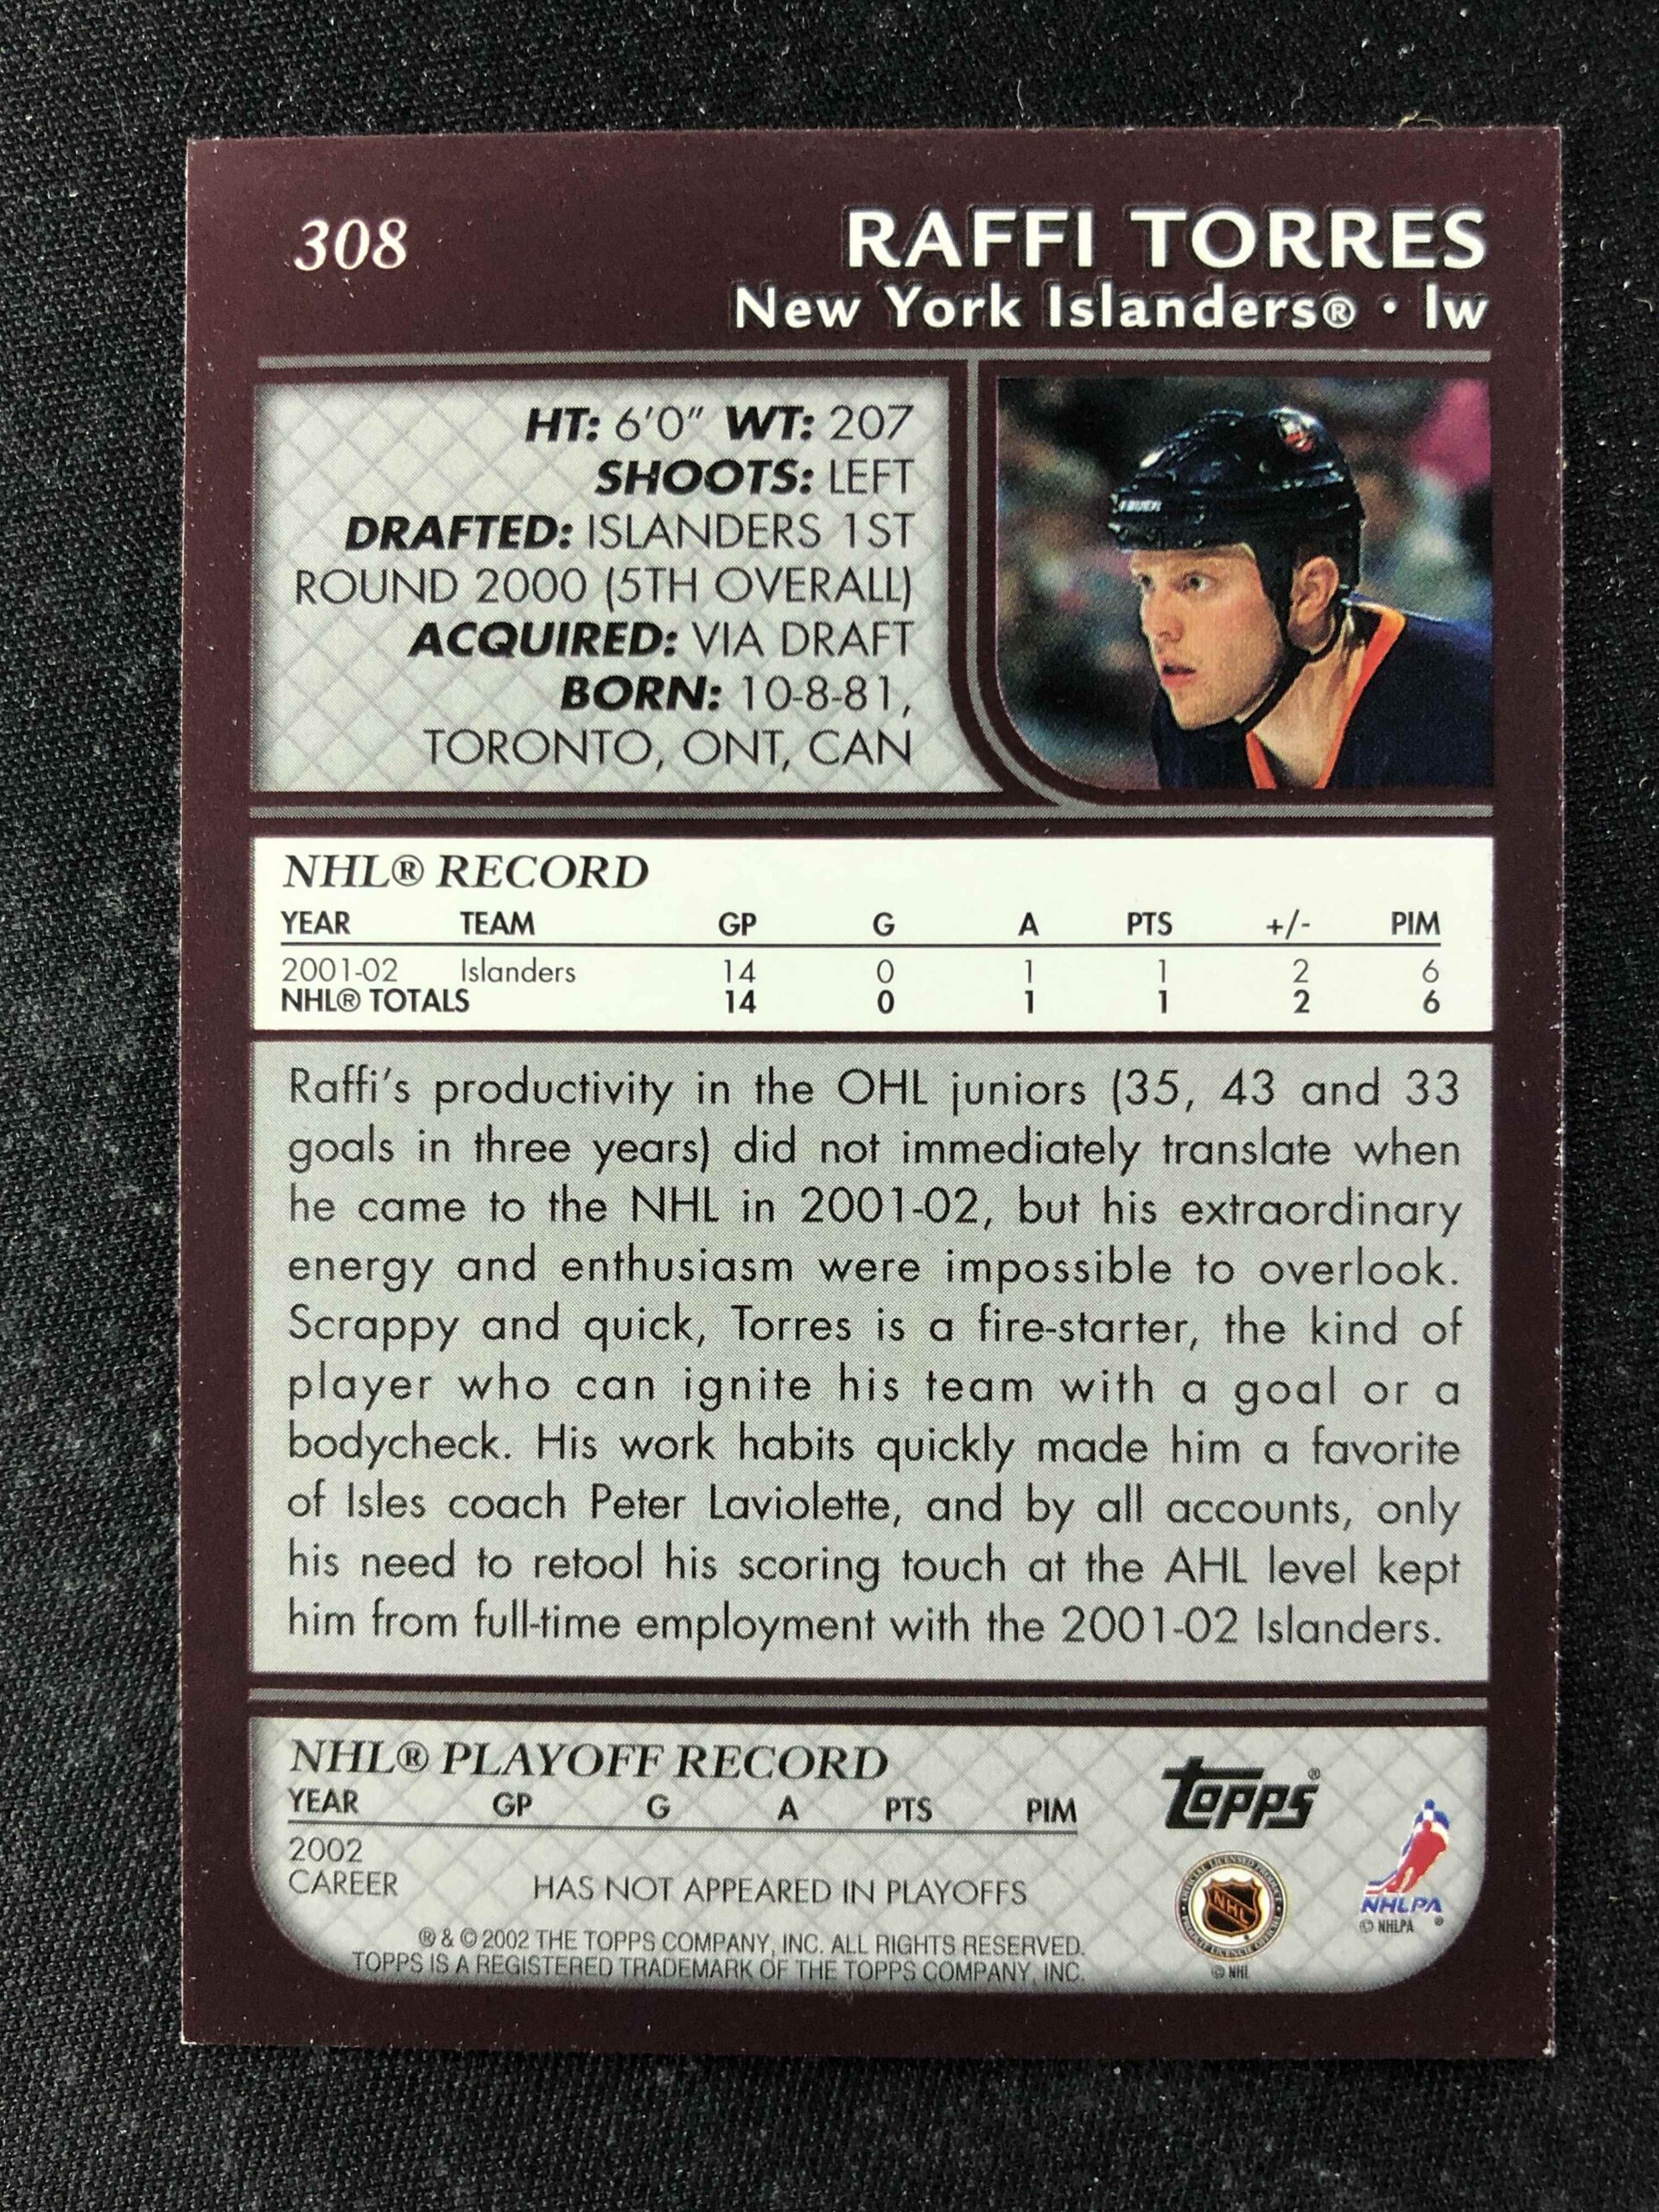 308
RAFFI TORRES
New York Islanders® • lw
HT: 6'0" WT: 207
SHOOTS: LEFT
DRAFTED: ISLANDERS 1ST
ROUND 2000 (5TH OVERALL)
ACQUIRED: VIA DRAFT
BORN: 10-8-81,
TORONTO, ONT, CAN
NHL® RECORD
YEAR TEAM GP G A PTS +/- PIM
2001-02 Islanders 14 0 1 1 2 6
NHL® TOTALS 14 0 1 1 2 6
Raffi's productivity in the OHL juniors (35, 43 and 33
goals in three years) did not immediately translate when
he came to the NHL in 2001-02, but his extraordinary
energy and enthusiasm were impossible to overlook.
Scrappy and quick, Torres is a fire-starter, the kind of
player who can ignite his team with a goal or a
bodycheck. His work habits quickly made him a favorite
of Isles coach Peter Laviolette, and by all accounts, only
his need to retool his scoring touch at the AHL level kept
him from full-time employment with the 2001-02 Islanders.
NHL® PLAYOFF RECORD
YEAR GP G A PTS PIM
2002
CAREER HAS NOT APPEARED IN PLAYOFFS
® & © 2002 THE TOPPS COMPANY, INC. ALL RIGHTS RESERVED.
TOPPS IS A REGISTERED TRADEMARK OF THE TOPPS COMPANY, INC.
topps®
NHL
© NHL
NHLPA
© NHLPA ®